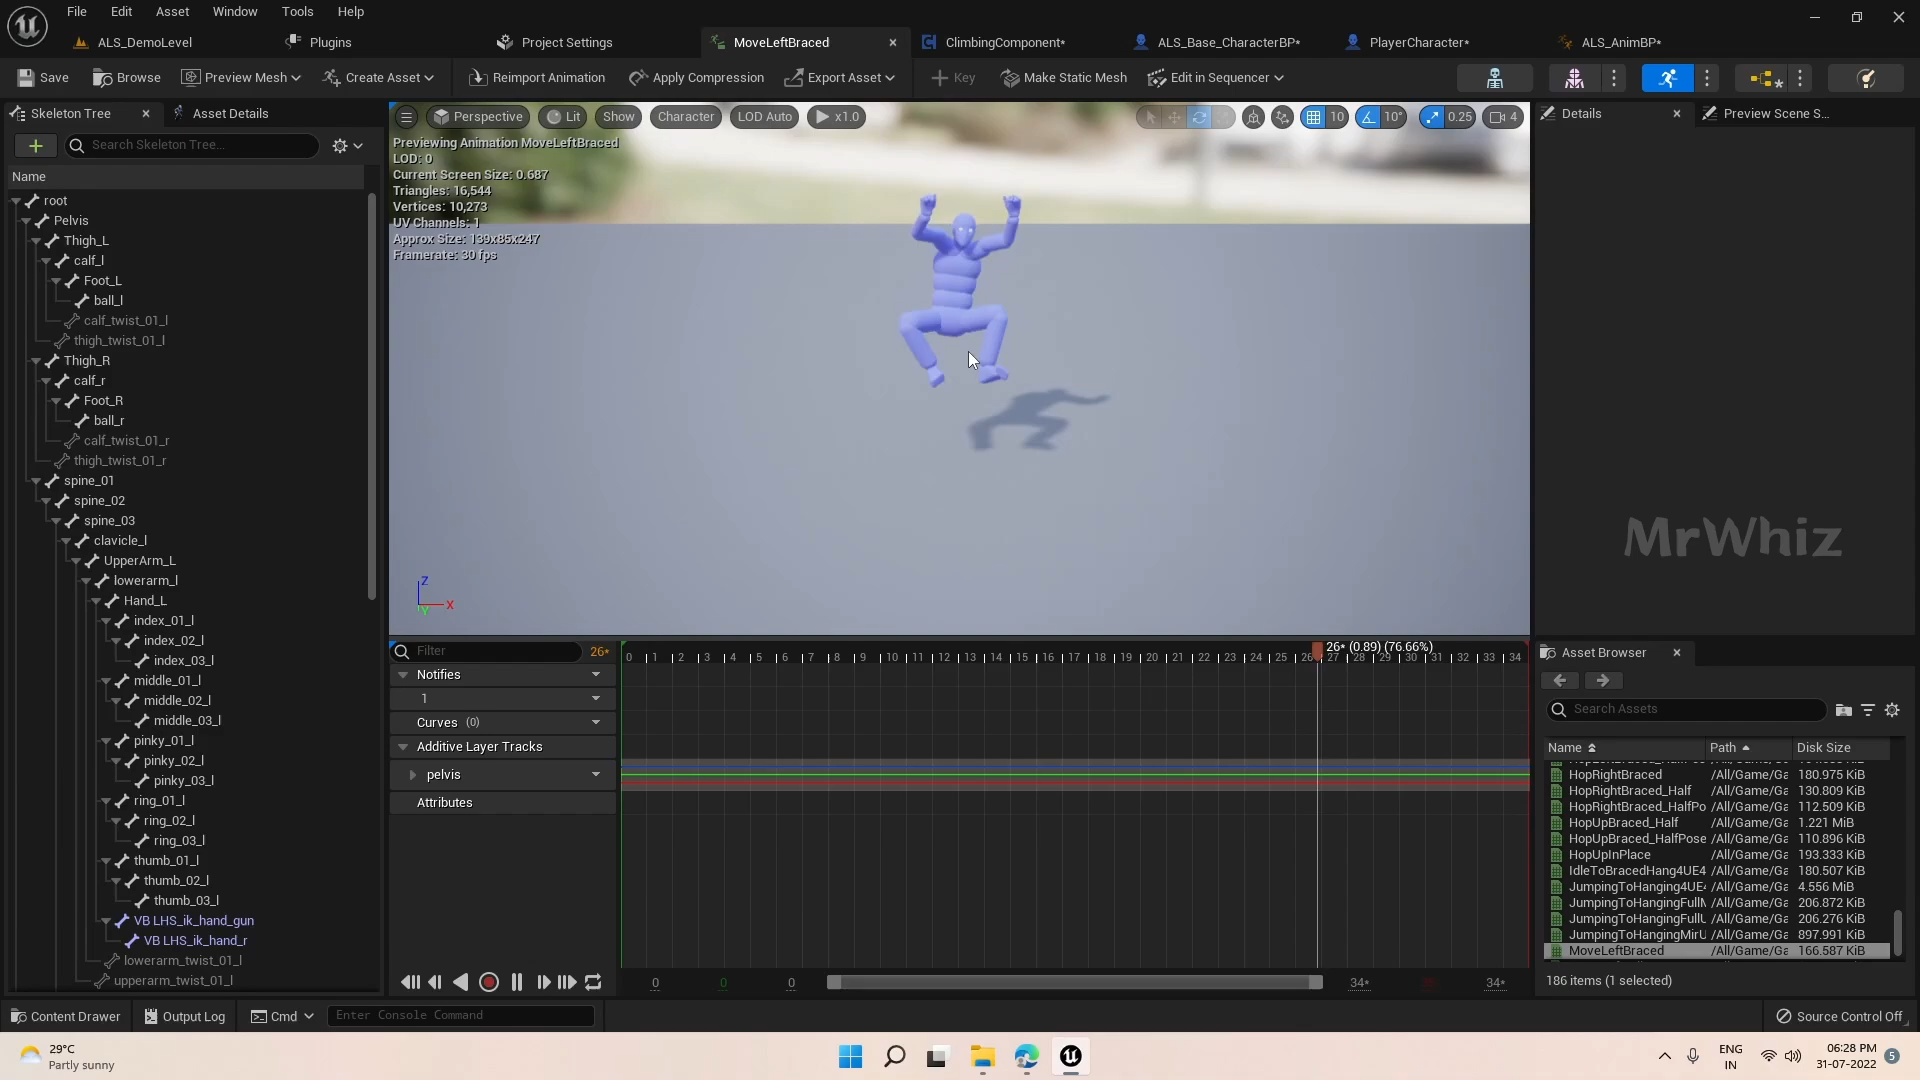 File Edit Asset Window Tools Help
ALS_DemoLevel Plugins Project Settings MoveLeftBraced ClimbingComponent* ALS_Base_CharacterBP* PlayerCharacter* ALS_AnimBP*
Save Browse Preview Mesh Create Asset Reimport Animation Apply Compression Export Asset Key Make Static Mesh Edit in Sequencer
Skeleton Tree Asset Details
Search Skeleton Tree...
Name
root
Pelvis
Thigh_L
calf_l
Foot_L
ball_l
calf_twist_01_l
thigh_twist_01_l
Thigh_R
calf_r
Foot_R
ball_r
calf_twist_01_r
thigh_twist_01_r
spine_01
spine_02
spine_03
clavicle_l
UpperArm_L
lowerarm_l
Hand_L
index_01_l
index_02_l
index_03_l
middle_01_l
middle_02_l
middle_03_l
pinky_01_l
pinky_02_l
pinky_03_l
ring_01_l
ring_02_l
ring_03_l
thumb_01_l
thumb_02_l
thumb_03_l
VB LHS_ik_hand_gun
VB LHS_ik_hand_r
lowerarm_twist_01_l
upperarm_twist_01_l
Perspective Lit Show Character LOD Auto x1.0 10 10° 0.25 4
Previewing Animation MoveLeftBraced
LOD: 0
Current Screen Size: 0.687
Triangles: 16,544
Vertices: 10,273
UV Channels: 1
Approx Size: 139x85x247
Framerate: 30 fps
Z
X
Y
Filter 26*
26* (0.89) (76.66%)
0 1 2 3 4 5 6 7 8 9 10 11 12 13 14 15 16 17 18 19 20 21 22 23 24 25 26 27 28 29 30 31 32 33 34
Notifies
1
Curves (0)
Additive Layer Tracks
pelvis
Attributes
0 0 0 34* 34*
Details Preview Scene S...
MrWhiz
Asset Browser
Search Assets
Name Path Disk Size
HopRightBraced /All/Game/Ga 180.975 KiB
HopRightBraced_Half /All/Game/Ga 130.809 KiB
HopRightBraced_HalfPo /All/Game/Ga 112.509 KiB
HopUpBraced_Half /All/Game/Ga 1.221 MiB
HopUpBraced_HalfPose /All/Game/Ga 110.896 KiB
HopUpInPlace /All/Game/Ga 193.333 KiB
IdleToBracedHang4UE4 /All/Game/Ga 180.507 KiB
JumpingToHanging4UE4 /All/Game/Ga 4.556 MiB
JumpingToHangingFullM /All/Game/Ga 206.872 KiB
JumpingToHangingFullU /All/Game/Ga 206.276 KiB
JumpingToHangingMirU /All/Game/Ga 897.991 KiB
MoveLeftBraced /All/Game/Ga 166.587 KiB
186 items (1 selected)
Content Drawer Output Log Cmd Enter Console Command Source Control Off
29°C
Partly sunny
ENG
IN
06:28 PM
31-07-2022
5